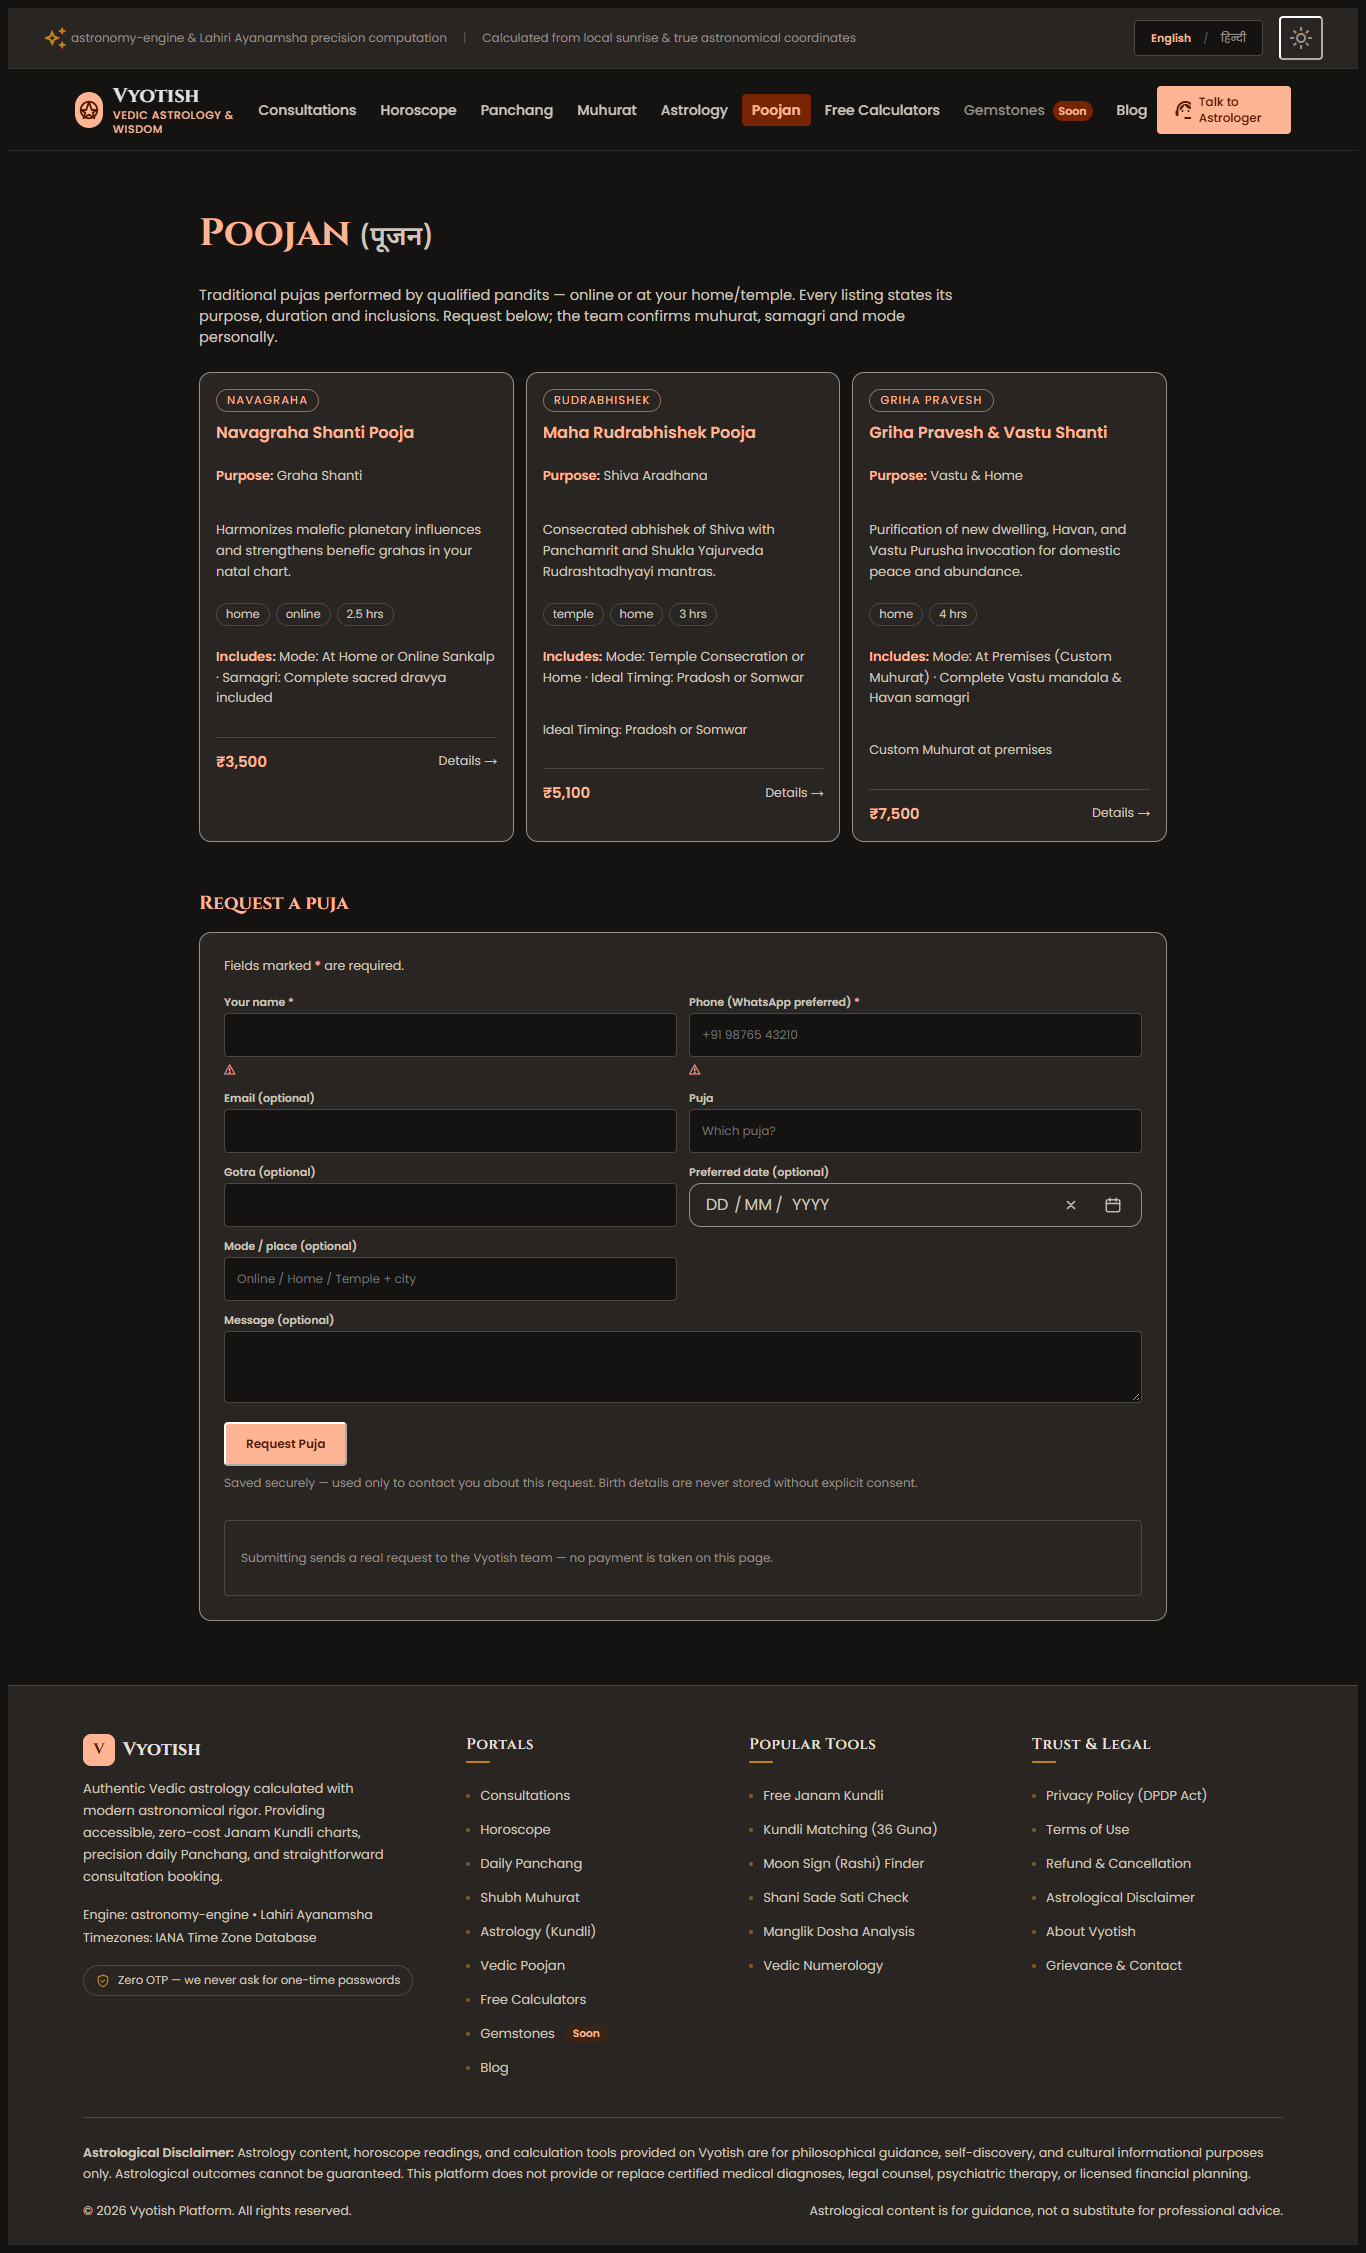 astronomy-engine & Lahiri Ayanamsha precision computation | Calculated from local sunrise & true astronomical coordinates
English / हिन्दी
Vyotish
VEDIC ASTROLOGY & WISDOM
Consultations
Horoscope
Panchang
Muhurat
Astrology
Poojan
Free Calculators
Gemstones Soon
Blog
Talk to Astrologer
Poojan (पूजन)
Traditional pujas performed by qualified pandits — online or at your home/temple. Every listing states its
purpose, duration and inclusions. Request below; the team confirms muhurat, samagri and mode
personally.
NAVAGRAHA
Navagraha Shanti Pooja
Purpose: Graha Shanti
Harmonizes malefic planetary influences
and strengthens benefic grahas in your
natal chart.
home online 2.5 hrs
Includes: Mode: At Home or Online Sankalp
· Samagri: Complete sacred dravya
included
₹3,500 Details →
RUDRABHISHEK
Maha Rudrabhishek Pooja
Purpose: Shiva Aradhana
Consecrated abhishek of Shiva with
Panchamrit and Shukla Yajurveda
Rudrashtadhyayi mantras.
temple home 3 hrs
Includes: Mode: Temple Consecration or
Home · Ideal Timing: Pradosh or Somwar
Ideal Timing: Pradosh or Somwar
₹5,100 Details →
GRIHA PRAVESH
Griha Pravesh & Vastu Shanti
Purpose: Vastu & Home
Purification of new dwelling, Havan, and
Vastu Purusha invocation for domestic
peace and abundance.
home 4 hrs
Includes: Mode: At Premises (Custom
Muhurat) · Complete Vastu mandala &
Havan samagri
Custom Muhurat at premises
₹7,500 Details →
Request a puja
Fields marked * are required.
Your name *
Phone (WhatsApp preferred) *
+91 98765 43210
Email (optional)
Puja
Which puja?
Gotra (optional)
Preferred date (optional)
DD / MM / YYYY
Mode / place (optional)
Online / Home / Temple + city
Message (optional)
Request Puja
Saved securely — used only to contact you about this request. Birth details are never stored without explicit consent.
Submitting sends a real request to the Vyotish team — no payment is taken on this page.
V Vyotish
Authentic Vedic astrology calculated with
modern astronomical rigor. Providing
accessible, zero-cost Janam Kundli charts,
precision daily Panchang, and straightforward
consultation booking.
Engine: astronomy-engine • Lahiri Ayanamsha
Timezones: IANA Time Zone Database
Zero OTP — we never ask for one-time passwords
Portals
Consultations
Horoscope
Daily Panchang
Shubh Muhurat
Astrology (Kundli)
Vedic Poojan
Free Calculators
Gemstones Soon
Blog
Popular Tools
Free Janam Kundli
Kundli Matching (36 Guna)
Moon Sign (Rashi) Finder
Shani Sade Sati Check
Manglik Dosha Analysis
Vedic Numerology
Trust & Legal
Privacy Policy (DPDP Act)
Terms of Use
Refund & Cancellation
Astrological Disclaimer
About Vyotish
Grievance & Contact
Astrological Disclaimer: Astrology content, horoscope readings, and calculation tools provided on Vyotish are for philosophical guidance, self-discovery, and cultural informational purposes
only. Astrological outcomes cannot be guaranteed. This platform does not provide or replace certified medical diagnoses, legal counsel, psychiatric therapy, or licensed financial planning.
© 2026 Vyotish Platform. All rights reserved.
Astrological content is for guidance, not a substitute for professional advice.